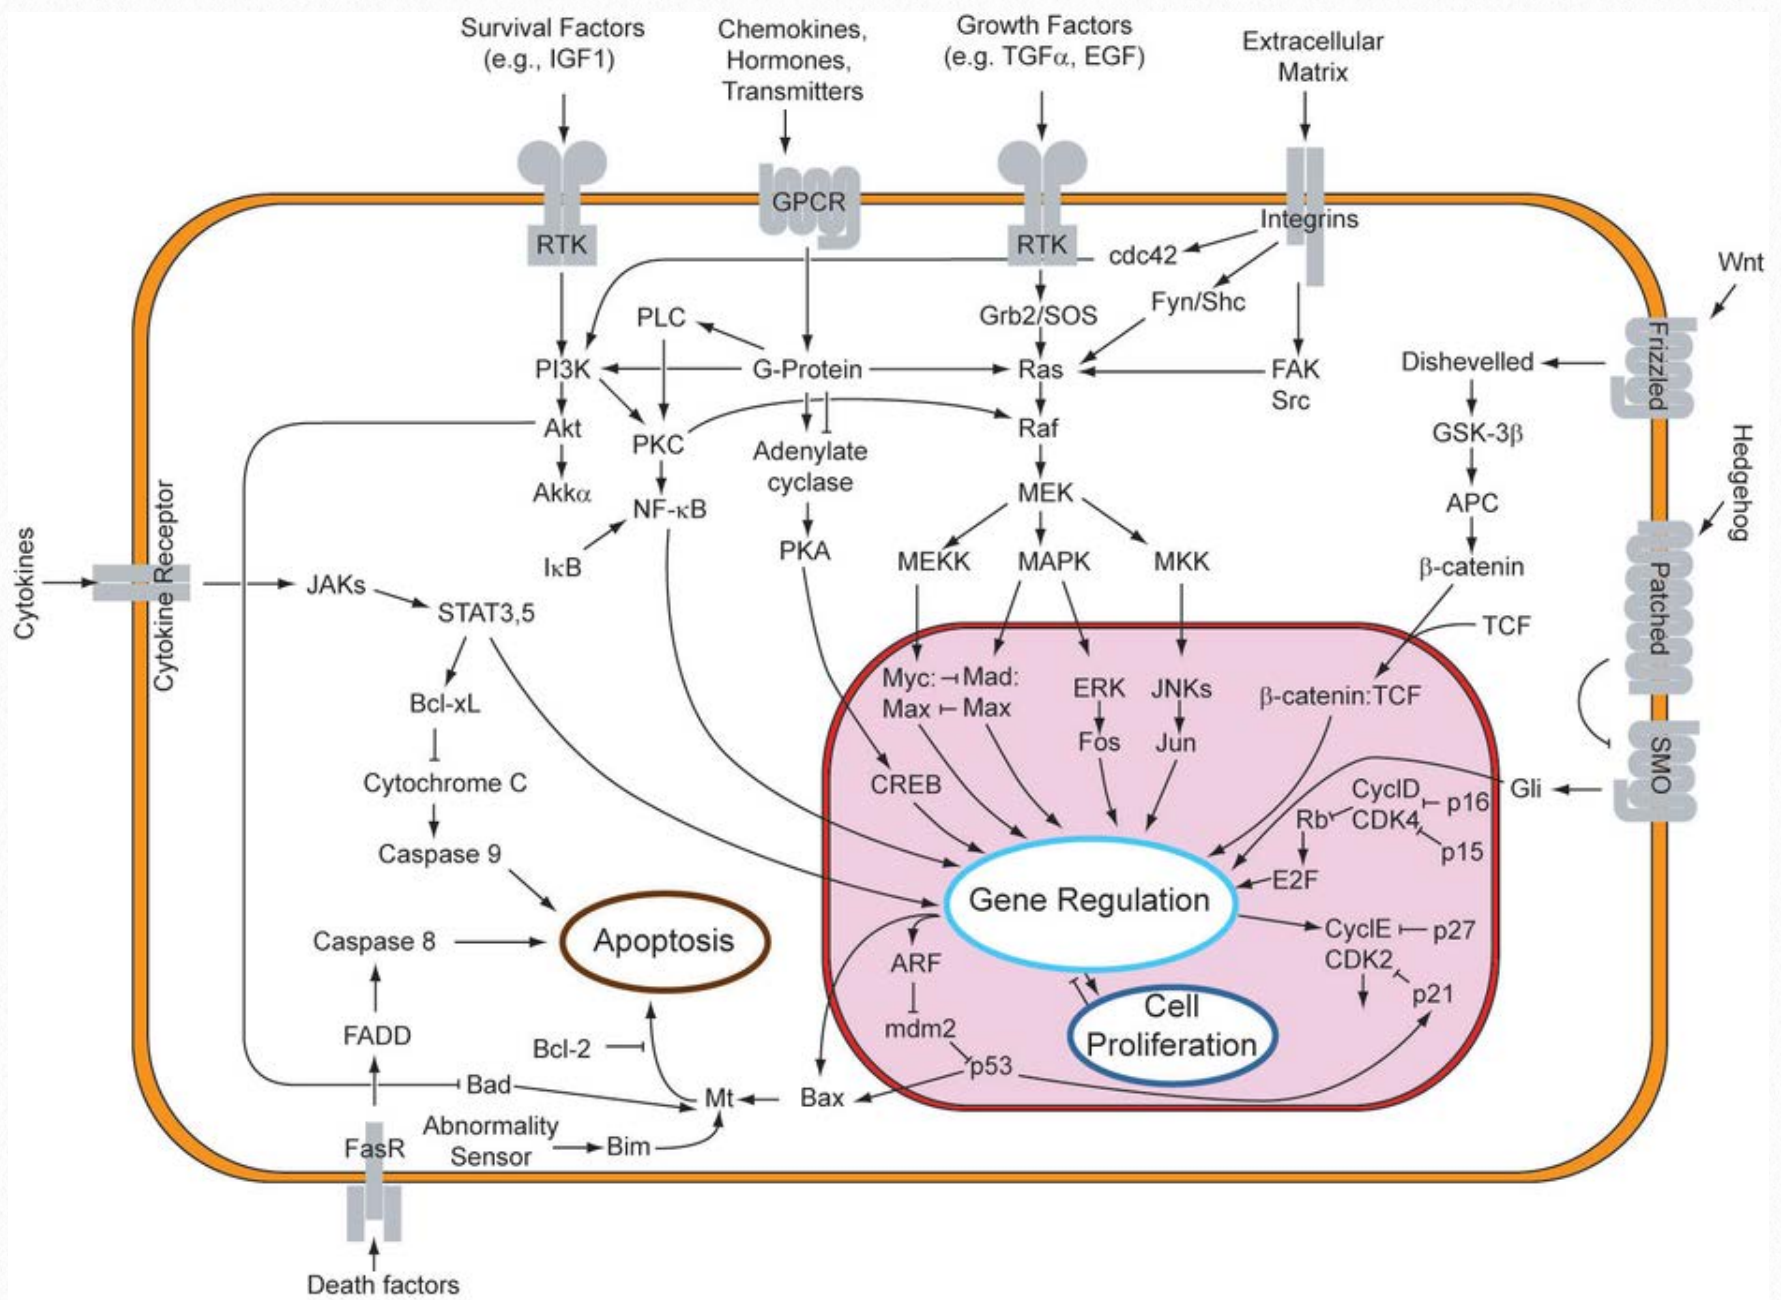 Survival Factors
(e.g., IGF1)
Chemokines,
Hormones,
Transmitters
Growth Factors
(e.g. TGFα, EGF)
Extracellular
Matrix
GPCR
Integrins
RTK
RTK
cdc42
Wnt
Fyn/Shc
PLC
Grb2/SOS
Frizzled
Dishevelled
PI3K
G-Protein
Ras
FAK
Src
Akt
PKC
Raf
GSK-3β
Adenylate
cyclase
Hedgehog
Akkα
NF-κB
MEK
APC
PKA
IκB
MEKK
MAPK
MKK
β-catenin
Cytokines
Cytokine Receptor
JAKs
STAT3,5
TCF
Patched
Myc:
Mad:
Max
Max
ERK
JNKs
β-catenin:TCF
Bcl-xL
Fos
Jun
SMO
Cytochrome C
CREB
CyclD
CDK4
p16
Gli
Rb
p15
Caspase 9
E2F
Gene Regulation
CyclE
CDK2
p27
Caspase 8
Apoptosis
ARF
p21
Cell
Proliferation
mdm2
FADD
Bcl-2
p53
Bad
Mt
Bax
Abnormality
Sensor
Bim
FasR
Death factors